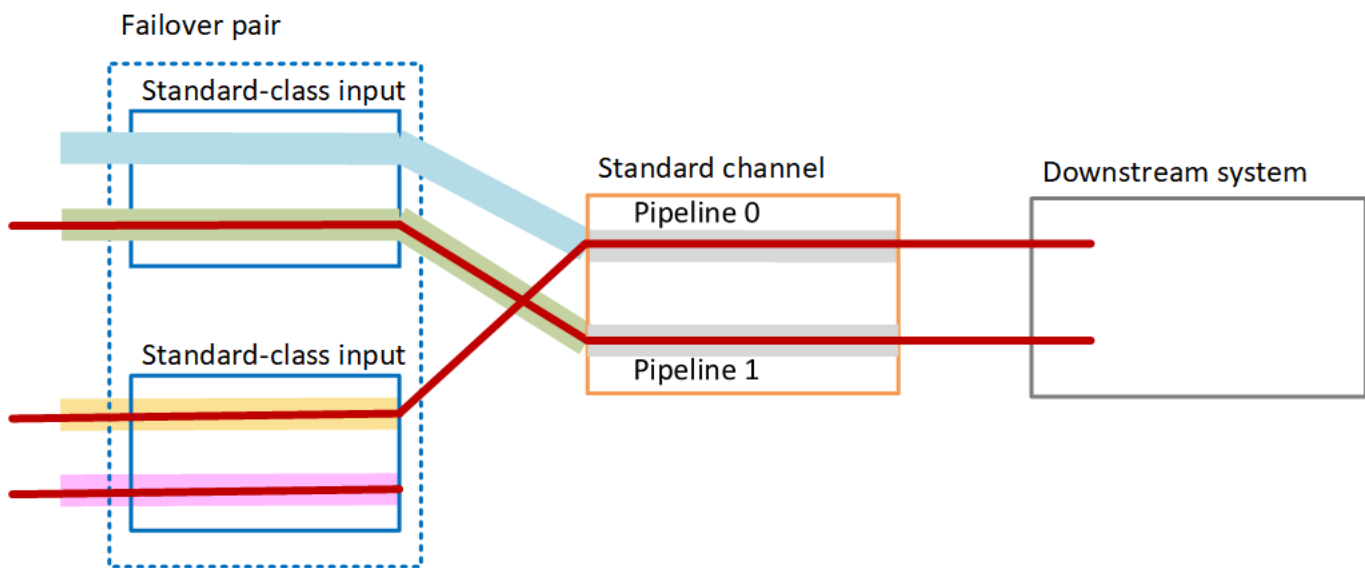 Failover pair
Standard-class input
Standard channel
Downstream system
Pipeline 0
Standard-class input
Pipeline 1